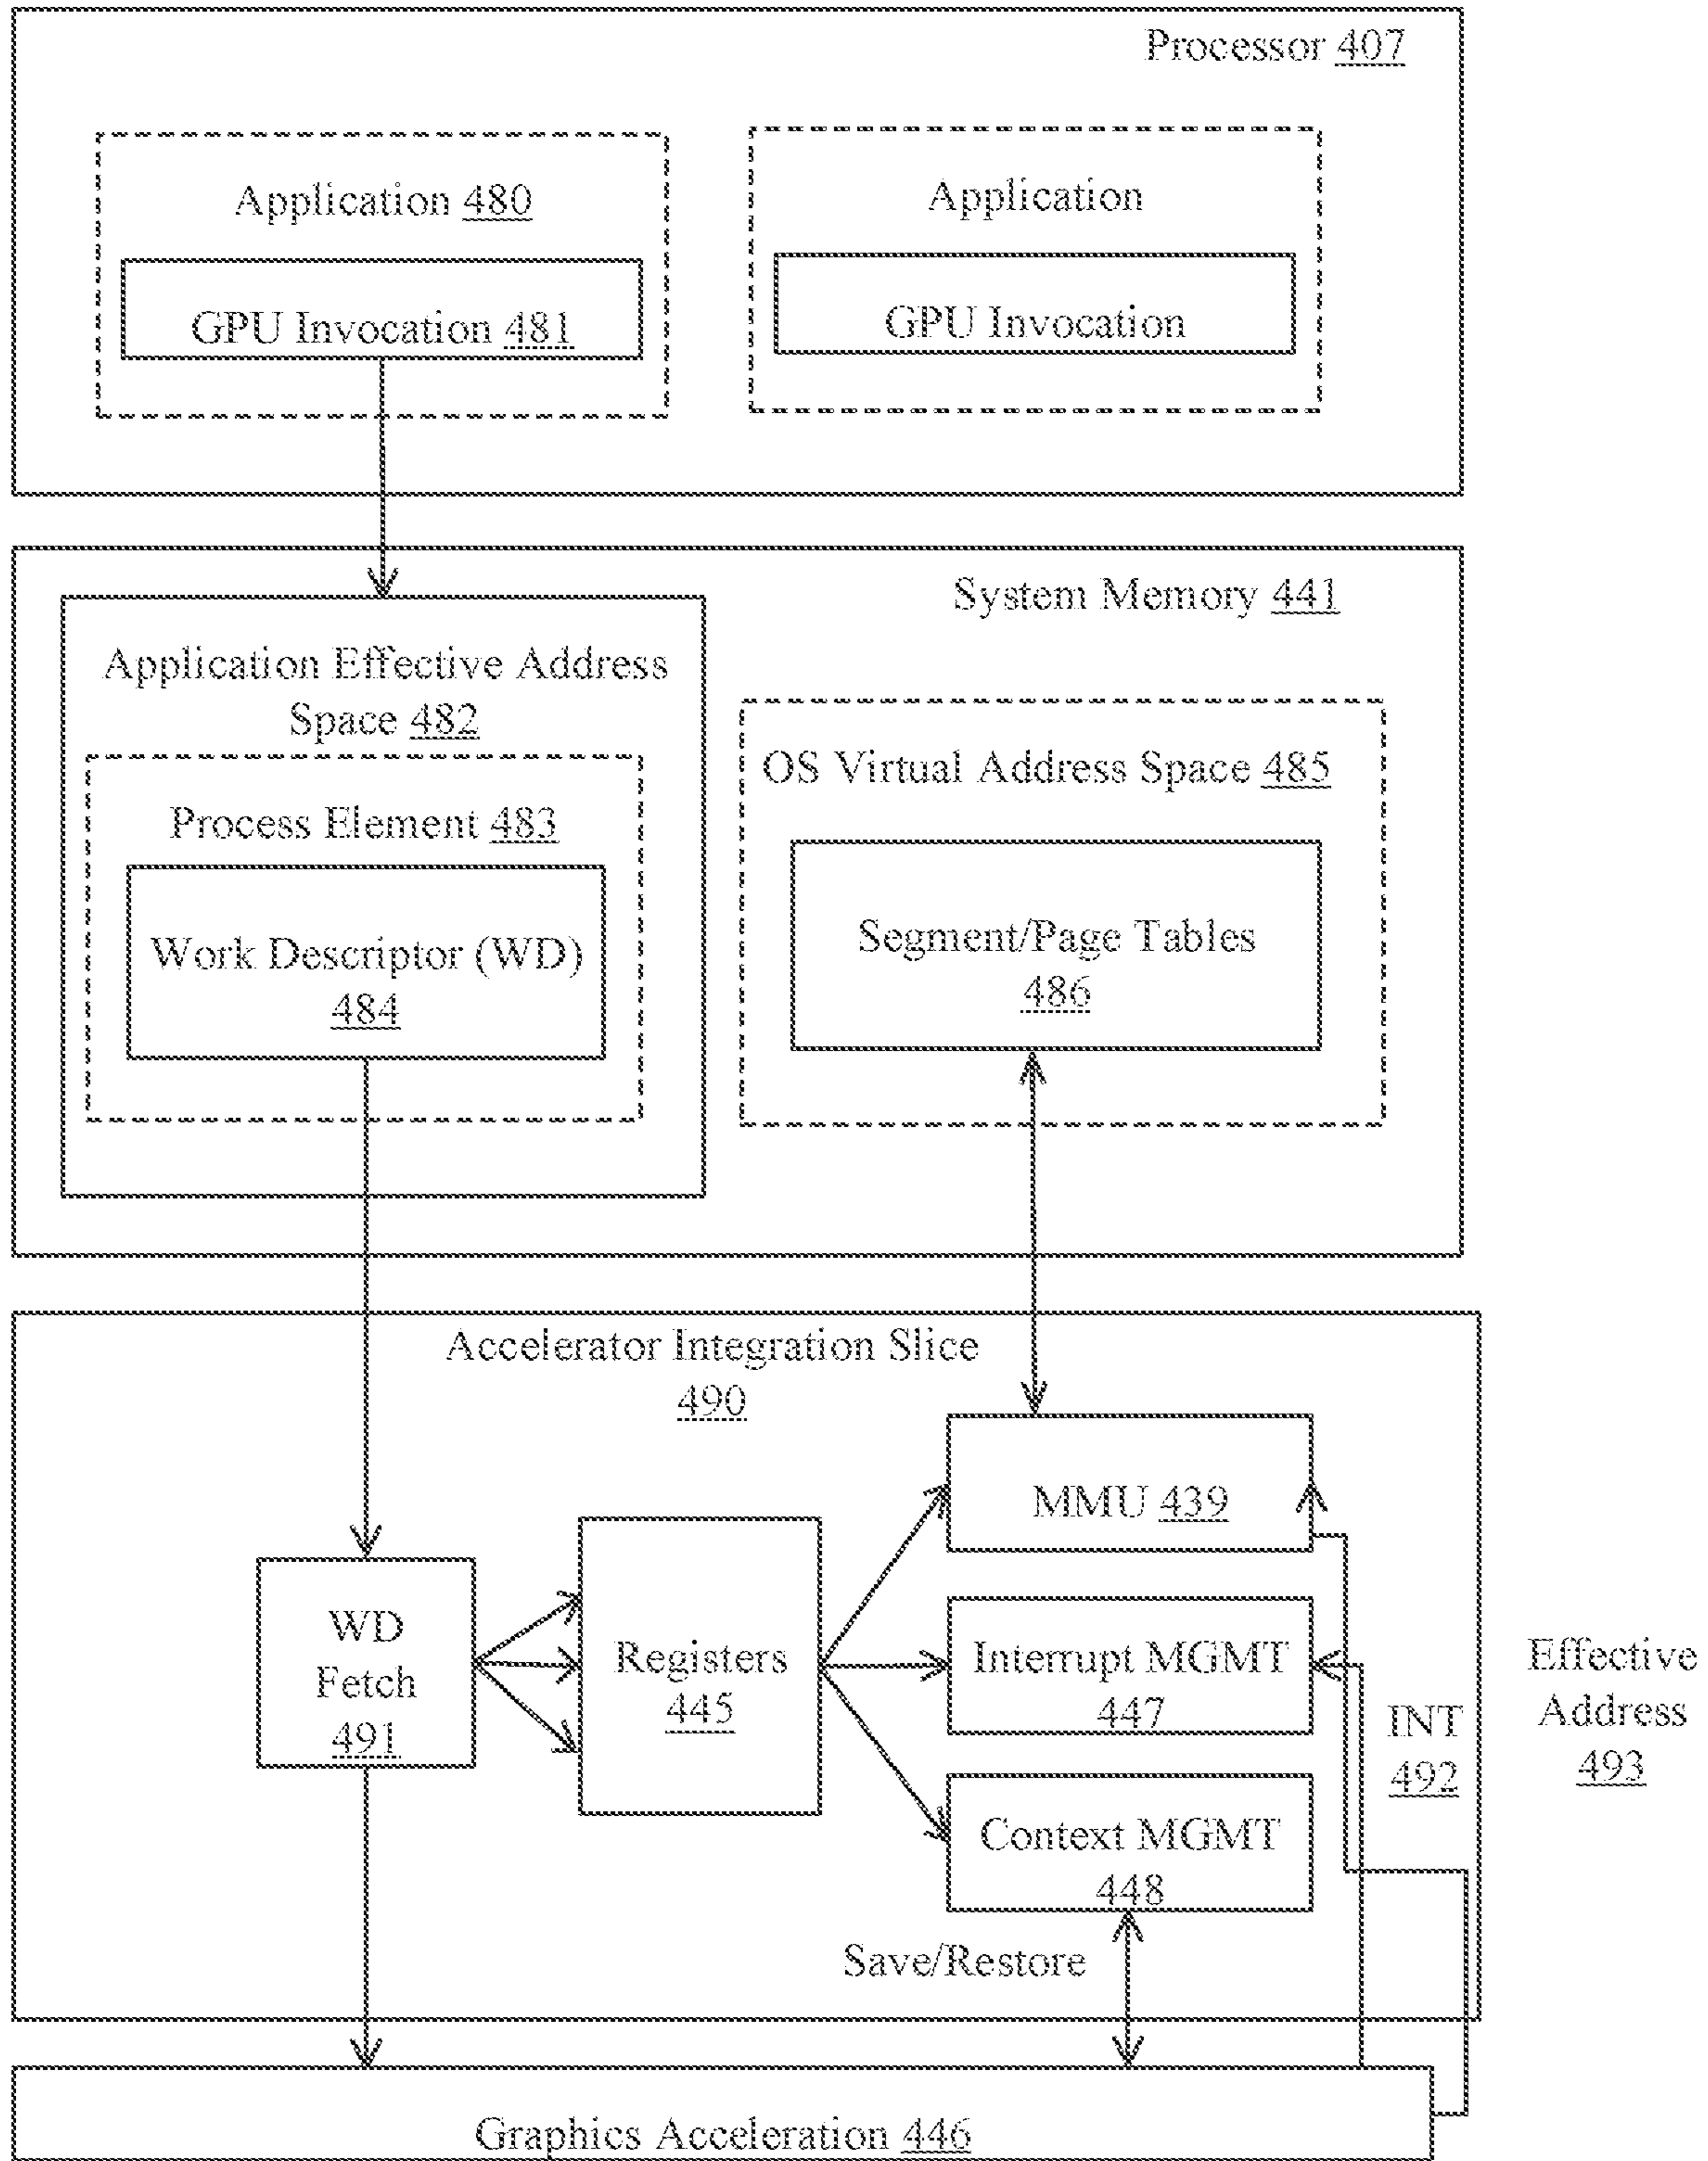 Processor 407
Application 480
GPU Invocation 481
Application
GPU Invocation
System Memory 441
Application Effective Address
Space 482
Process Element 483
Work Descriptor (WD)
484
OS Virtual Address Space 485
Segment/Page Tables
486
Accelerator Integration Slice
490
MMU 439
WD
Fetch
491
Registers
445
Interrupt MGMT
447
Context MGMT
448
INT
492
Effective
Address
493
Save/Restore
Graphics Acceleration 446